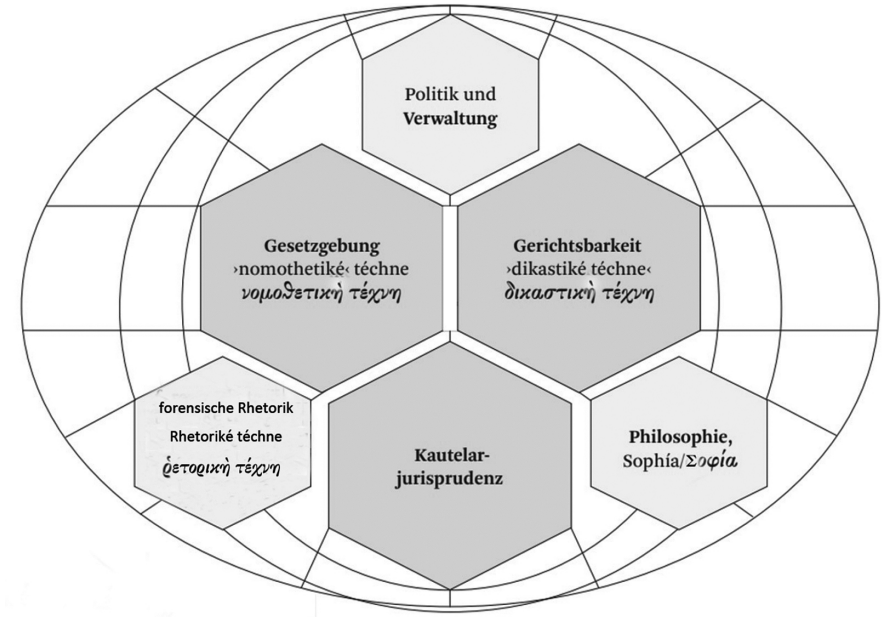 Politik und
Verwaltung
Gesetzgebung
›nomothetiké‹ téchne
νομοθετικὴ τέχνη
Gerichtsbarkeit
›dikastiké téchne‹
δικαστικὴ τέχνη
forensische Rhetorik
Rhetoriké téchne
ῥετορικὴ τέχνη
Kautelar-
jurisprudenz
Philosophie,
Sophía/Σοφία